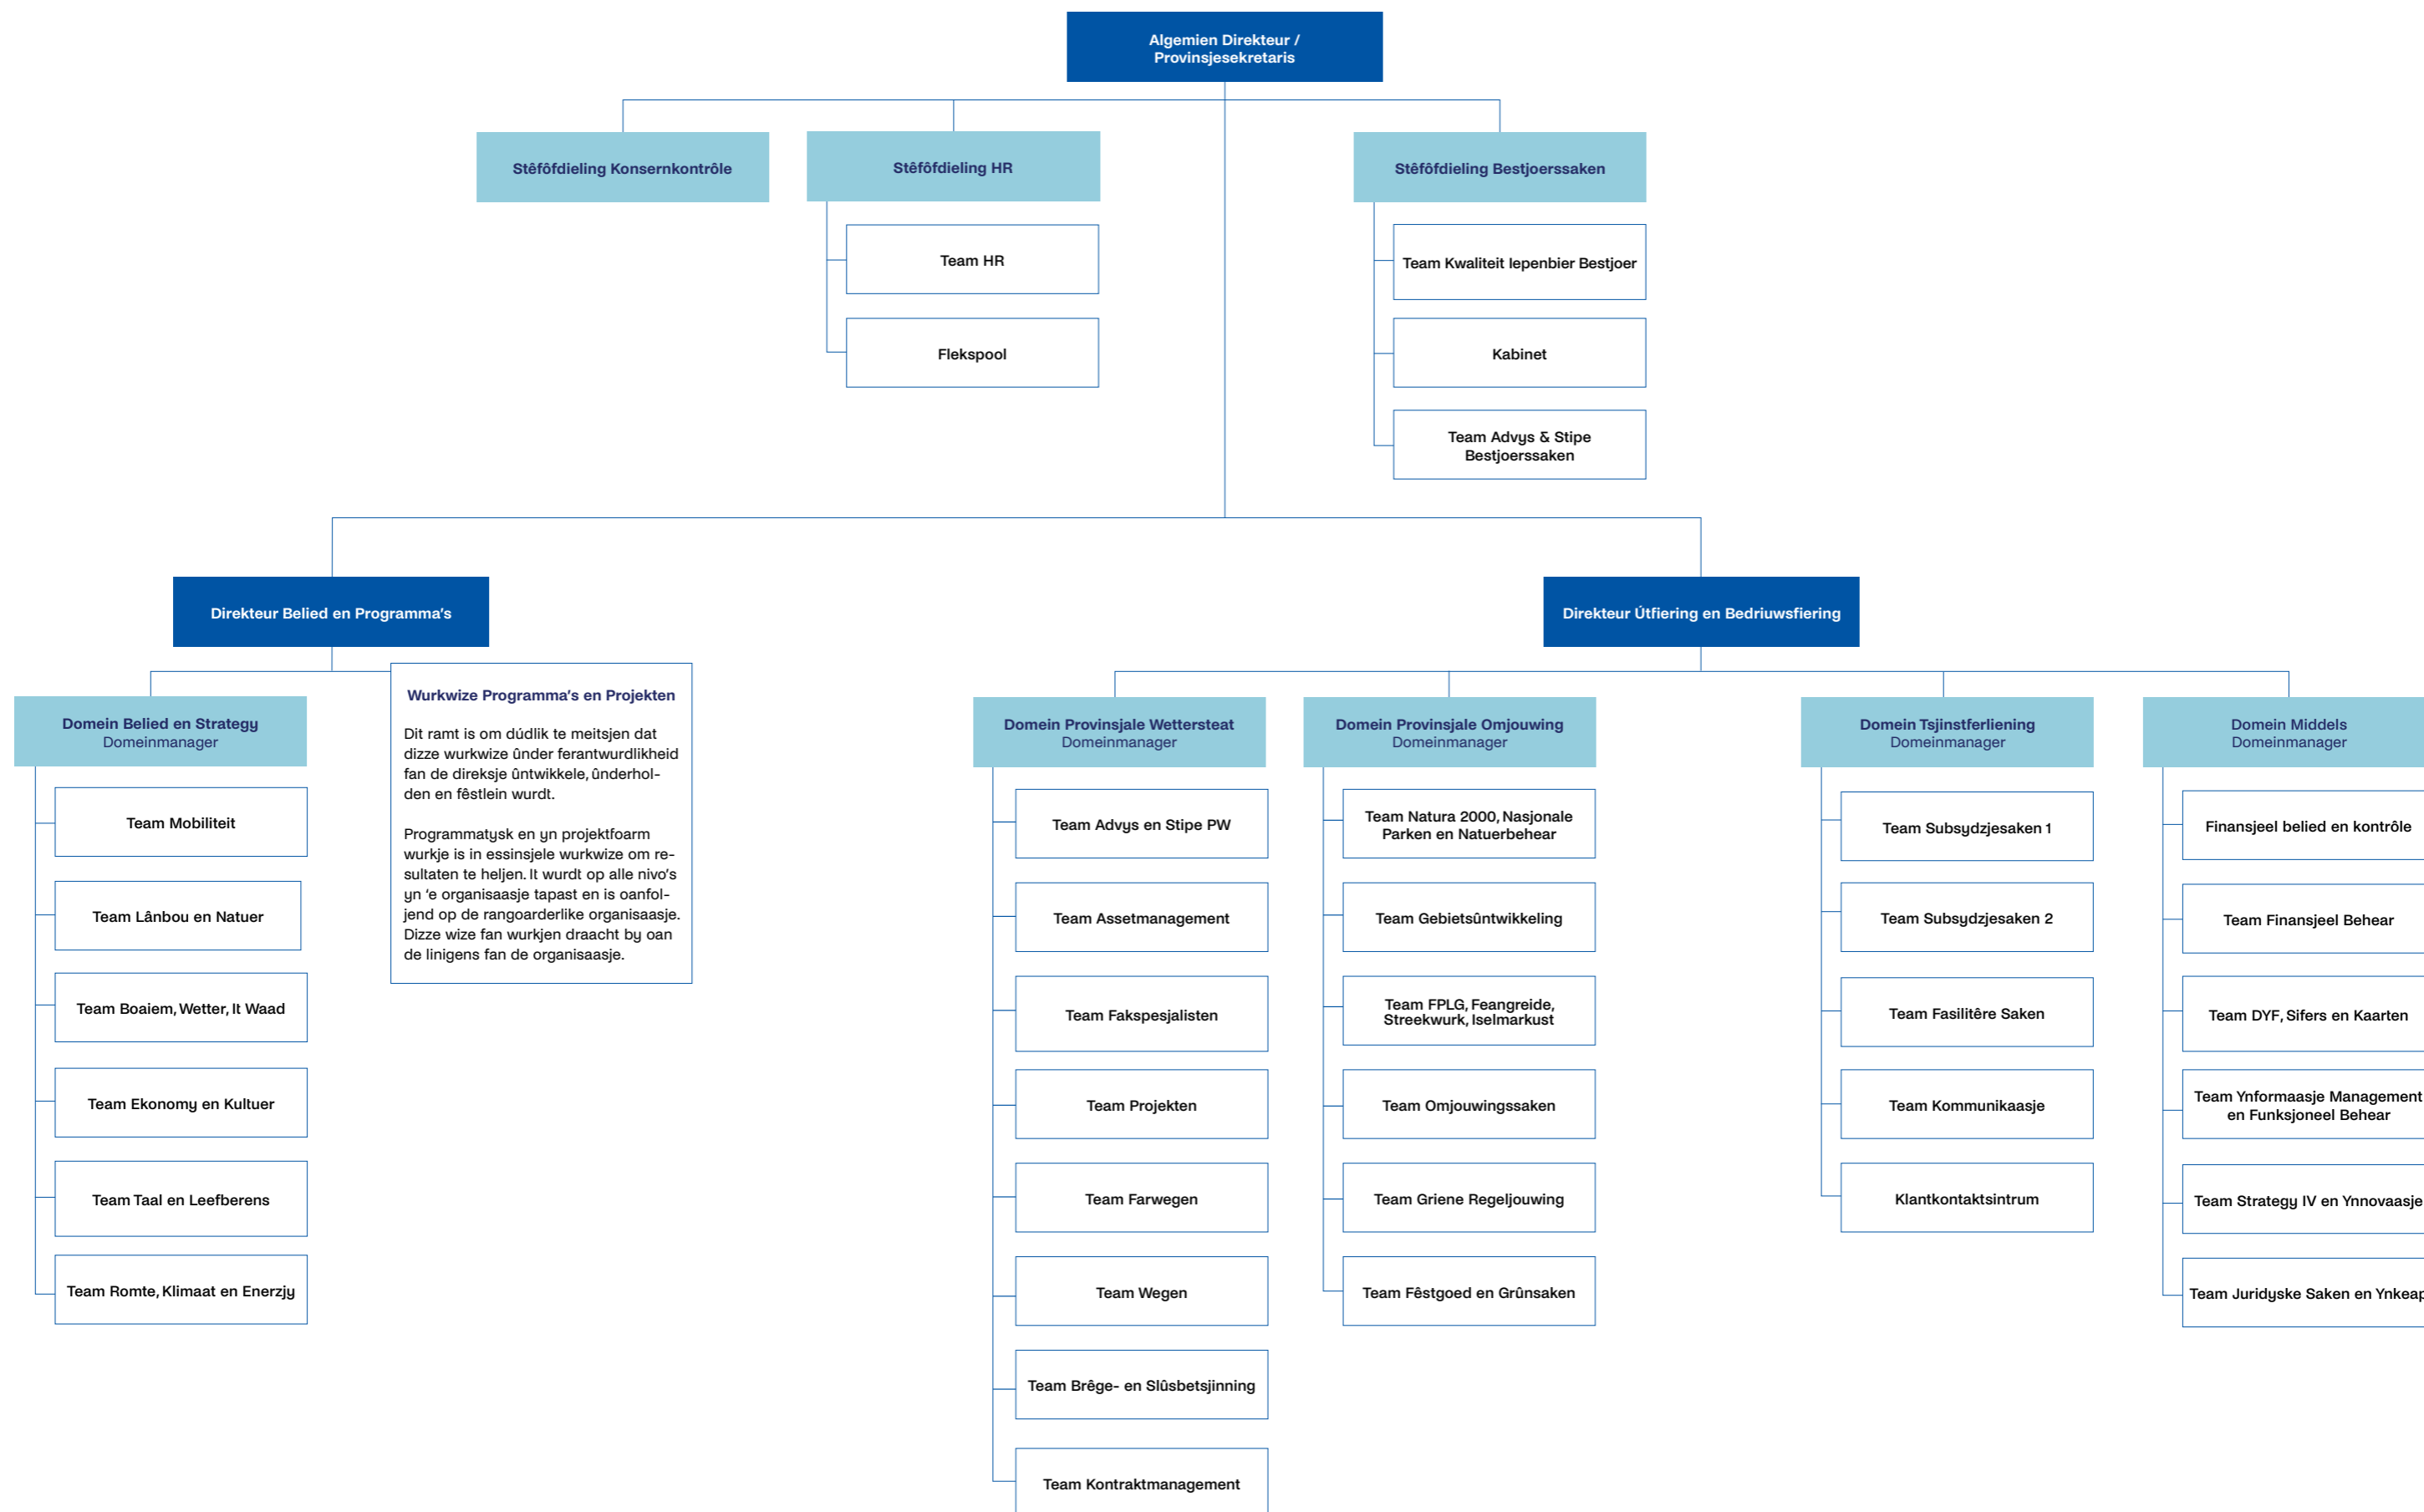 Algemien Direkteur /
Provinsjesekretaris
Stêfôfdieling Konsernkontrôle
Stêfôfdieling HR
Team HR
Flekspool
Stêfôfdieling Bestjoerssaken
Team Kwaliteit Iepenbier Bestjoer
Kabinet
Team Advys & Stipe
Bestjoerssaken
Direkteur Belied en Programma's
Direkteur Útfiering en Bedriuwsfiering
Domein Belied en Strategy
Domeinmanager
Team Mobiliteit
Team Lânbou en Natuer
Team Boaiem, Wetter, It Waad
Team Ekonomy en Kultuer
Team Taal en Leefberens
Team Romte, Klimaat en Enerzjy
Wurkwize Programma's en Projekten
Dit ramt is om dúdlik te meitsjen dat
dizze wurkwize ûnder ferantwurdlikheid
fan de direksje ûntwikkele, ûnderhol-
den en fêstlein wurdt.
Programmatysk en yn projektfoarm
wurkje is in essinsjele wurkwize om re-
sultaten te heljen. It wurdt op alle nivo's
yn 'e organisaasje tapast en is oanfol-
jend op de rangoarderlike organisaasje.
Dizze wize fan wurkjen draacht by oan
de linigens fan de organisaasje.
Domein Provinsjale Wettersteat
Domeinmanager
Team Advys en Stipe PW
Team Assetmanagement
Team Fakspesjalisten
Team Projekten
Team Farwegen
Team Wegen
Team Brêge- en Slûsbetsjinning
Team Kontraktmanagement
Domein Provinsjale Omjouwing
Domeinmanager
Team Natura 2000, Nasjonale
Parken en Natuerbehear
Team Gebietsûntwikkeling
Team FPLG, Feangreide,
Streekwurk, Iselmarkust
Team Omjouwingssaken
Team Griene Regeljouwing
Team Fêstgoed en Grûnsaken
Domein Tsjinstferliening
Domeinmanager
Team Subsydzjesaken 1
Team Subsydzjesaken 2
Team Fasilitêre Saken
Team Kommunikaasje
Klantkontaktsintrum
Domein Middels
Domeinmanager
Finansjeel belied en kontrôle
Team Finansjeel Behear
Team DYF, Sifers en Kaarten
Team Ynformaasje Management
en Funksjoneel Behear
Team Strategy IV en Ynnovaasje
Team Juridyske Saken en Ynkeap